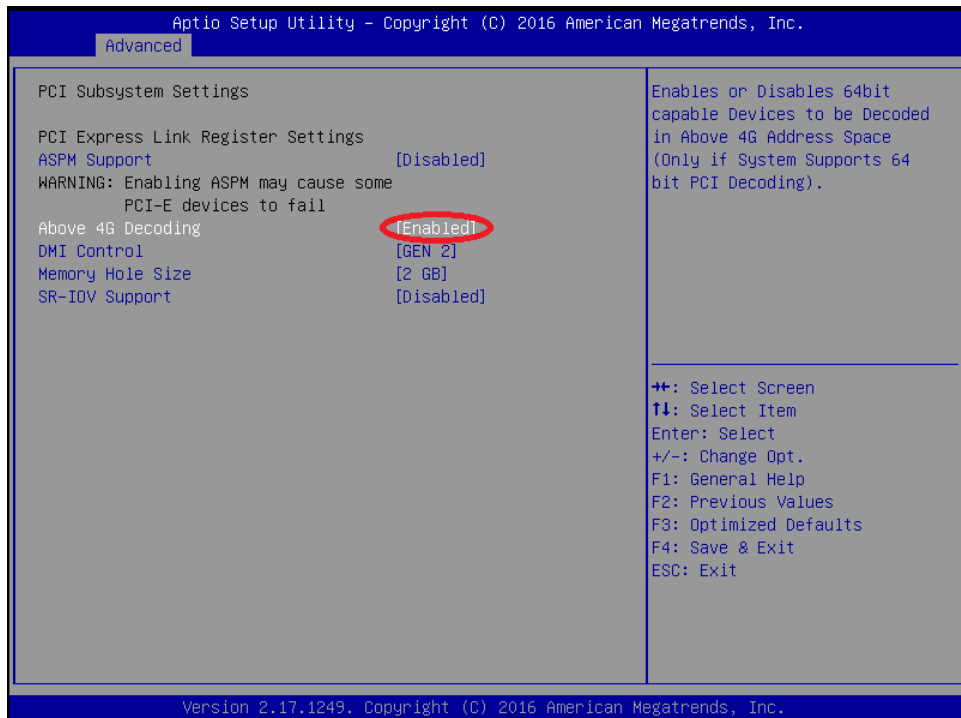 Aptio Setup Utility – Copyright (C) 2016 American Megatrends, Inc.
Advanced
PCI Subsystem Settings
PCI Express Link Register Settings
ASPM Support [Disabled]
WARNING: Enabling ASPM may cause some
PCI-E devices to fail
Above 4G Decoding [Enabled]
DMI Control [GEN 2]
Memory Hole Size [2 GB]
SR-IOV Support [Disabled]
Enables or Disables 64bit
capable Devices to be Decoded
in Above 4G Address Space
(Only if System Supports 64
bit PCI Decoding).
→←: Select Screen
↑↓: Select Item
Enter: Select
+/-: Change Opt.
F1: General Help
F2: Previous Values
F3: Optimized Defaults
F4: Save & Exit
ESC: Exit
Version 2.17.1249. Copyright (C) 2016 American Megatrends, Inc.